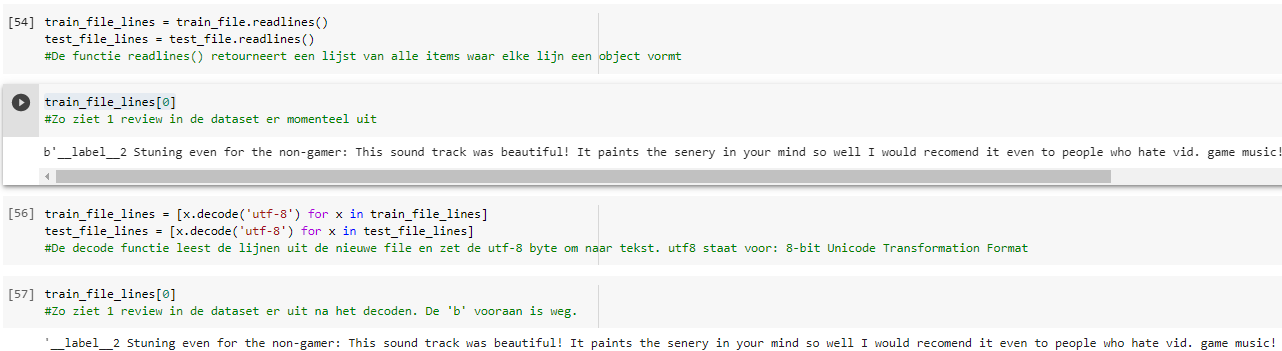 [54] train_file_lines = train_file.readlines()
test_file_lines = test_file.readlines()
#De functie readlines() retourneert een lijst van alle items waar elke lijn een object vormt
train_file_lines[0]
#Zo ziet 1 review in de dataset er momenteel uit
b'__label__2 Stuning even for the non-gamer: This sound track was beautiful! It paints the senery in your mind so well I would recomend it even to people who hate vid. game music!
[56] train_file_lines = [x.decode('utf-8') for x in train_file_lines]
test_file_lines = [x.decode('utf-8') for x in test_file_lines]
#De decode functie leest de lijnen uit de nieuwe file en zet de utf-8 byte om naar tekst. utf8 staat voor: 8-bit Unicode Transformation Format
[57] train_file_lines[0]
#Zo ziet 1 review in de dataset er uit na het decoden. De 'b' vooraan is weg.
'__label__2 Stuning even for the non-gamer: This sound track was beautiful! It paints the senery in your mind so well I would recomend it even to people who hate vid. game music!